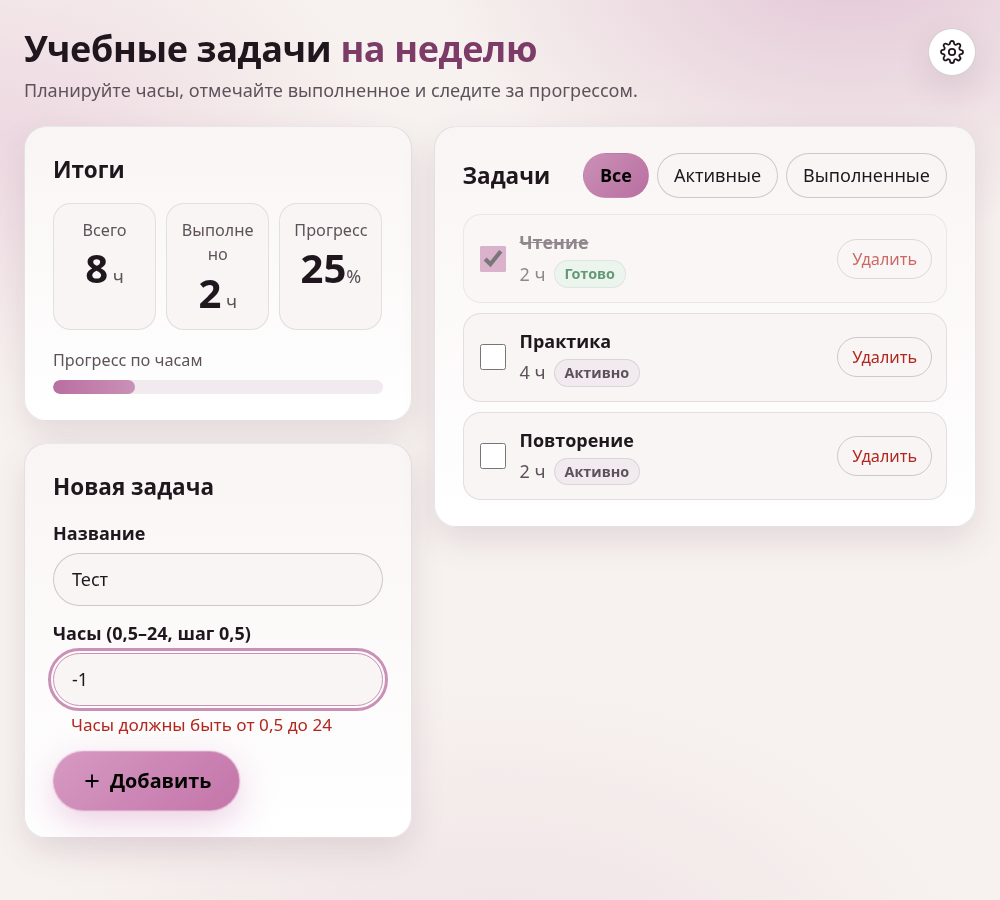 Учебные задачи на неделю
Планируйте часы, отмечайте выполненное и следите за прогрессом.
Итоги
Всего
8 ч
Выполне
но
2 ч
Прогресс
25%
Прогресс по часам
Новая задача
Название
Тест
Часы (0,5–24, шаг 0,5)
-1
Часы должны быть от 0,5 до 24
+ Добавить
Задачи
Все
Активные
Выполненные
Чтение
2 ч Готово
Удалить
Практика
4 ч Активно
Удалить
Повторение
2 ч Активно
Удалить